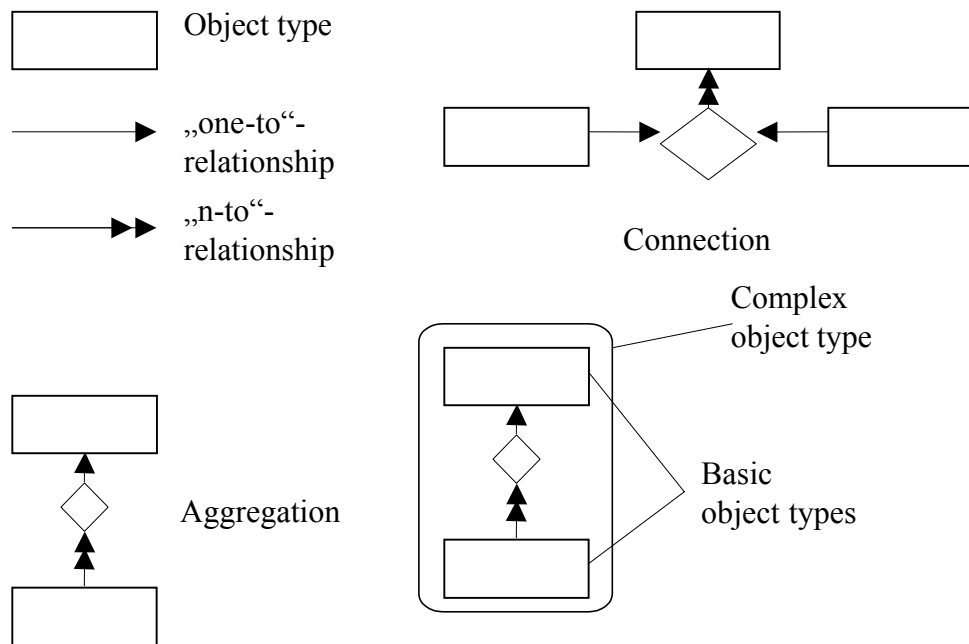 Object type
„one-to“-
relationship
„n-to“-
relationship
Connection
Complex
object type
Aggregation
Basic
object types